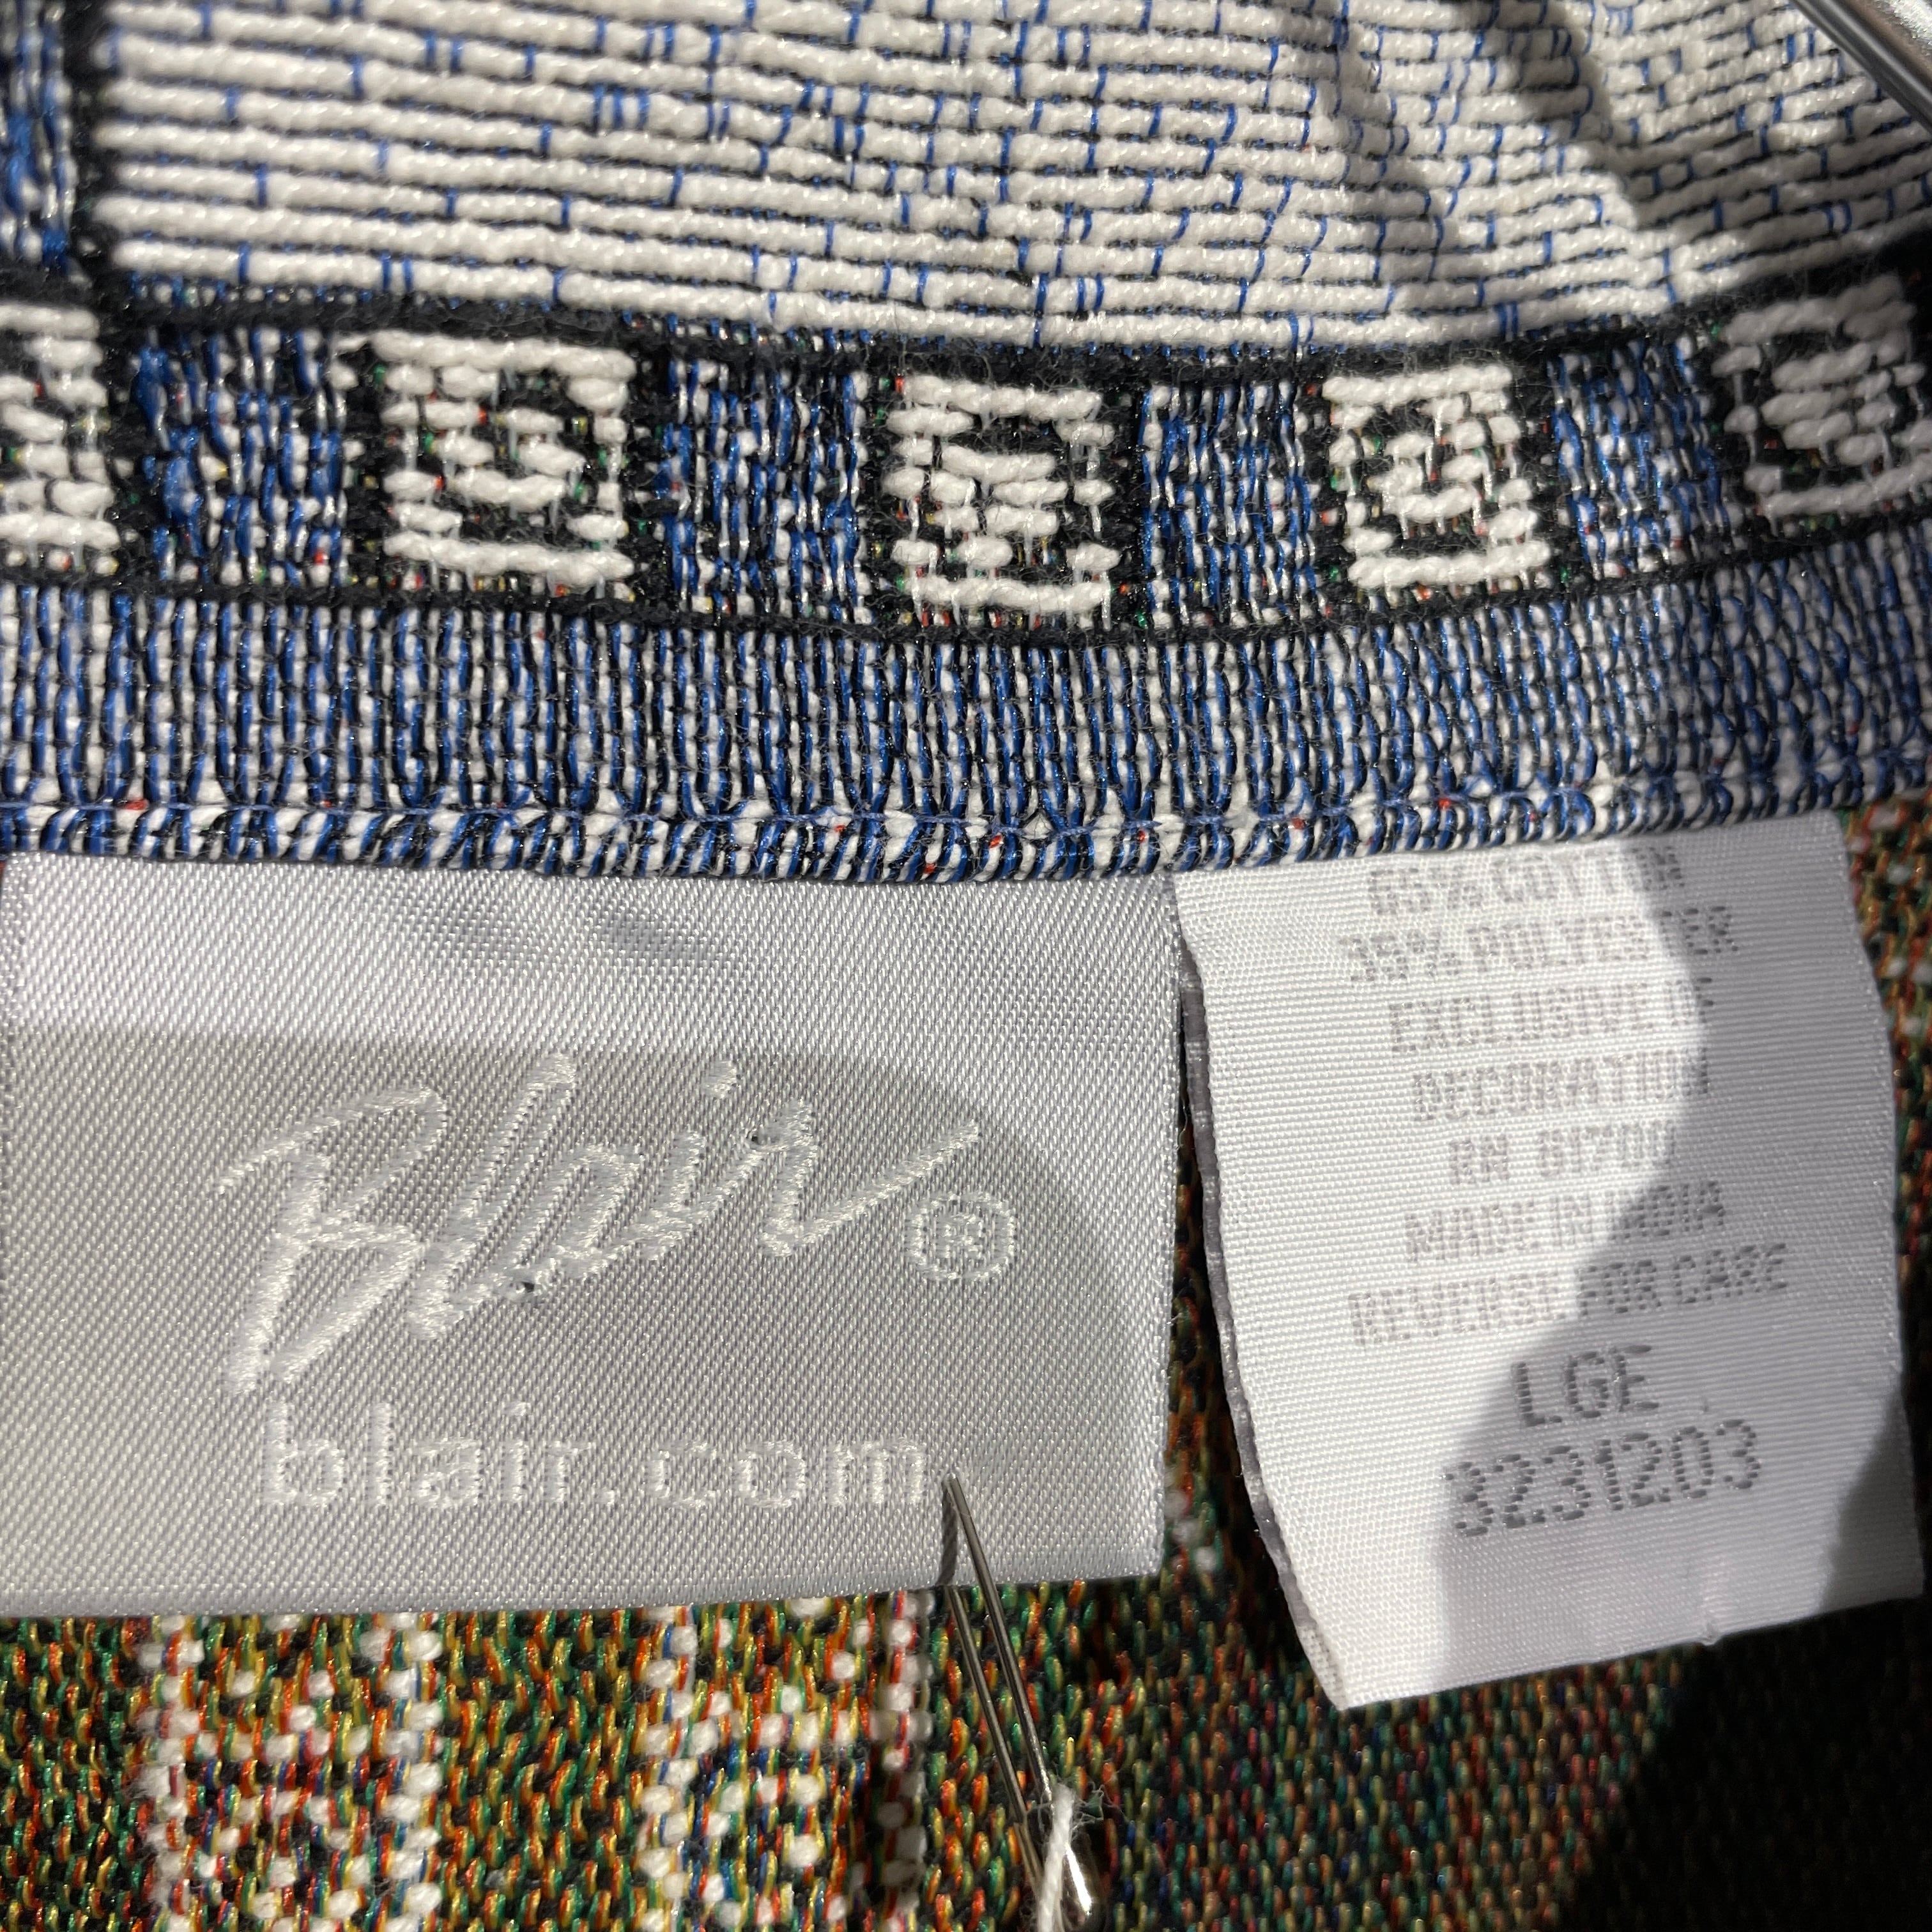 Blair®
blair.com
65% COTTON
35% POLYESTER
EXCLUSIVE OF
DECORATION
RN
MADE IN INDIA
REVERSE FOR CARE
LGE
3231203